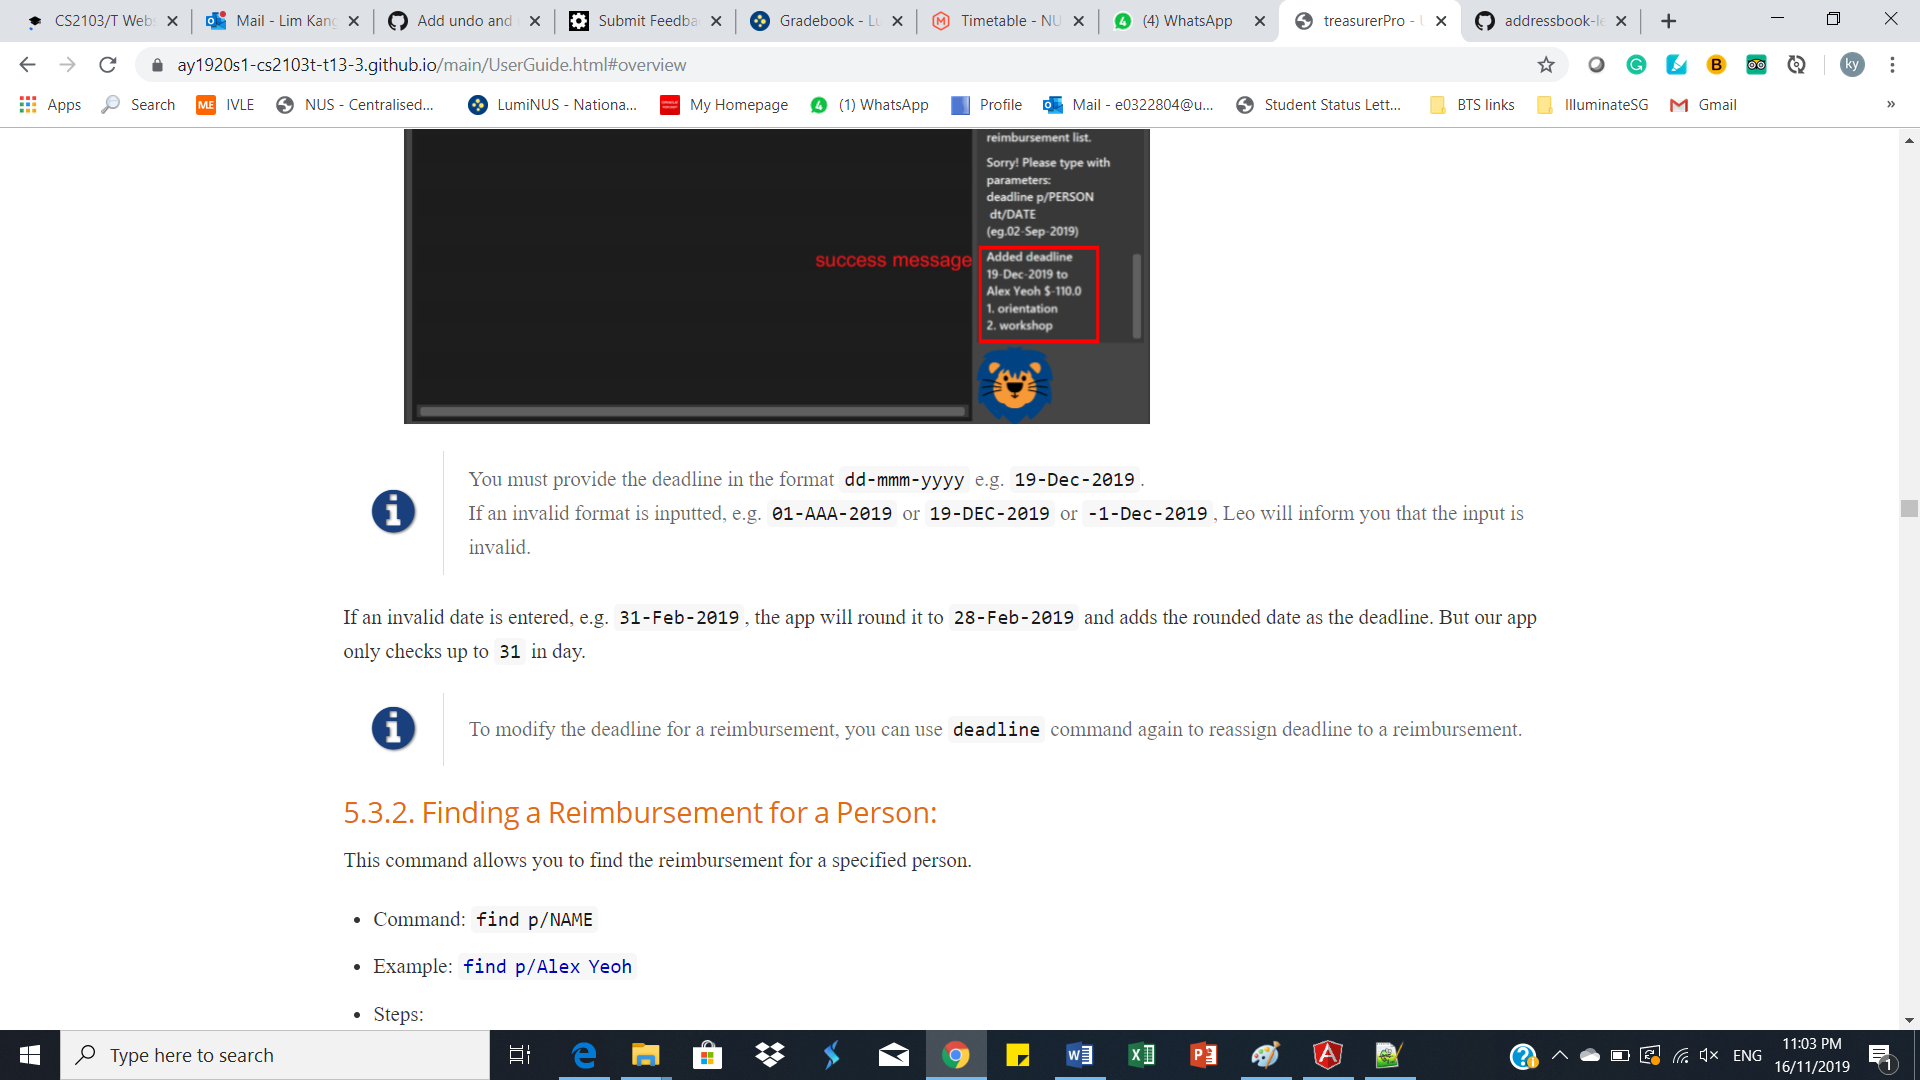 CS2103/T Webs
Mail - Lim Kang
Add undo and
Submit Feedba
Gradebook - Lu
Timetable - NU
(4) WhatsApp
treasurerPro - U
addressbook-le
ay1920s1-cs2103t-t13-3.github.io/main/UserGuide.html#overview
ky
Apps
Search
ME IVLE
NUS - Centralised...
LumiNUS - Nationa...
My Homepage
(1) WhatsApp
Profile
Mail - e0322804@u...
Student Status Lett...
BTS links
IlluminateSG
Gmail
»
reimbursement list.
Sorry! Please type with
parameters:
deadline p/PERSON
dt/DATE
(eg.02-Sep-2019)
success message
Added deadline
19-Dec-2019 to
Alex Yeoh $-110.0
1. orientation
2. workshop
You must provide the deadline in the format dd-mmm-yyyy e.g. 19-Dec-2019.
If an invalid format is inputted, e.g. 01-AAA-2019 or 19-DEC-2019 or -1-Dec-2019, Leo will inform you that the input is
invalid.
If an invalid date is entered, e.g. 31-Feb-2019, the app will round it to 28-Feb-2019 and adds the rounded date as the deadline. But our app
only checks up to 31 in day.
To modify the deadline for a reimbursement, you can use deadline command again to reassign deadline to a reimbursement.
5.3.2. Finding a Reimbursement for a Person:
This command allows you to find the reimbursement for a specified person.
• Command: find p/NAME
• Example: find p/Alex Yeoh
• Steps:
Type here to search
ENG
11:03 PM
16/11/2019
1